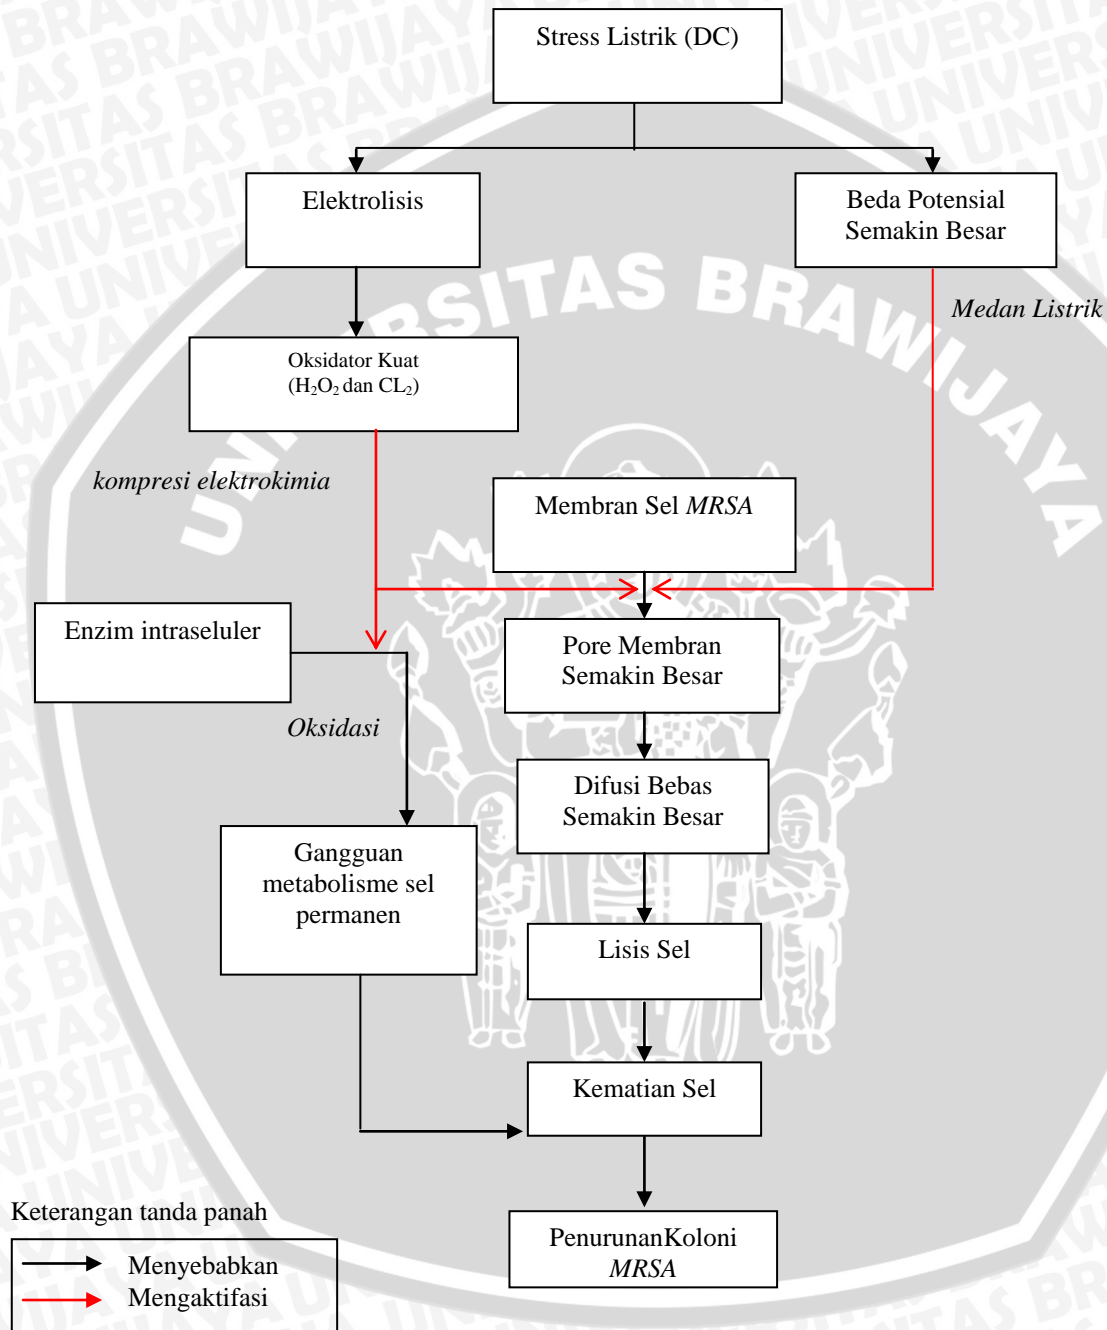 Stress Listrik (DC)
Elektrolisis
Beda Potensial
Semakin Besar
Medan Listrik
Oksidator Kuat
(H₂O₂ dan CL₂)
kompresi elektrokimia
Membran Sel MRSA
Enzim intraseluler
Pore Membran
Semakin Besar
Oksidasi
Difusi Bebas
Semakin Besar
Gangguan
metabolisme sel
permanen
Lisis Sel
Kematian Sel
PenurunanKoloni
MRSA
Keterangan tanda panah
Menyebabkan
Mengaktifasi
UNIVERSITAS BRAWIJAYA